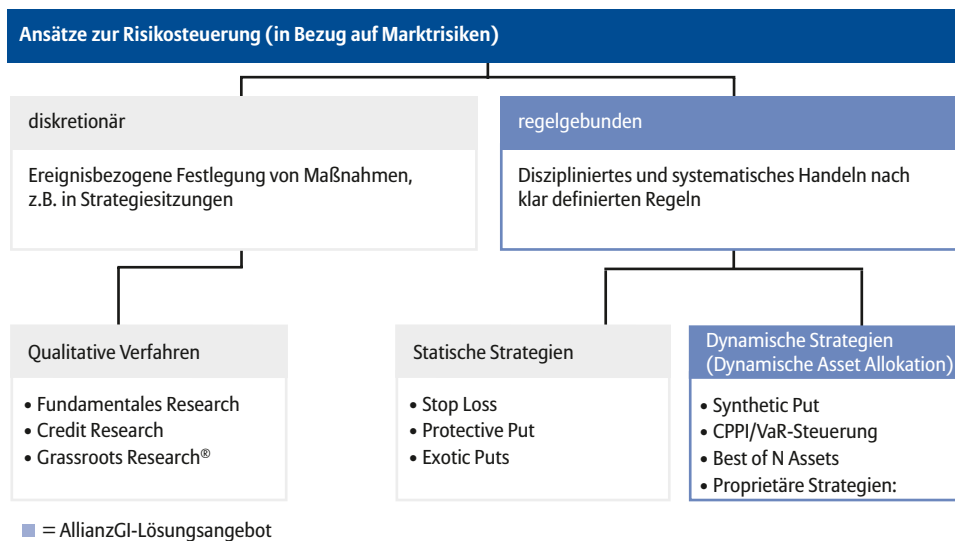 Ansätze zur Risikosteuerung (in Bezug auf Marktrisiken)
diskretionär
Ereignisbezogene Festlegung von Maßnahmen,
z.B. in Strategiesitzungen
regelgebunden
Diszipliniertes und systematisches Handeln nach
klar definierten Regeln
Qualitative Verfahren
• Fundamentales Research
• Credit Research
• Grassroots Research®
Statische Strategien
• Stop Loss
• Protective Put
• Exotic Puts
Dynamische Strategien
(Dynamische Asset Allokation)
• Synthetic Put
• CPPI/VaR-Steuerung
• Best of N Assets
• Proprietäre Strategien:
= AllianzGI-Lösungsangebot